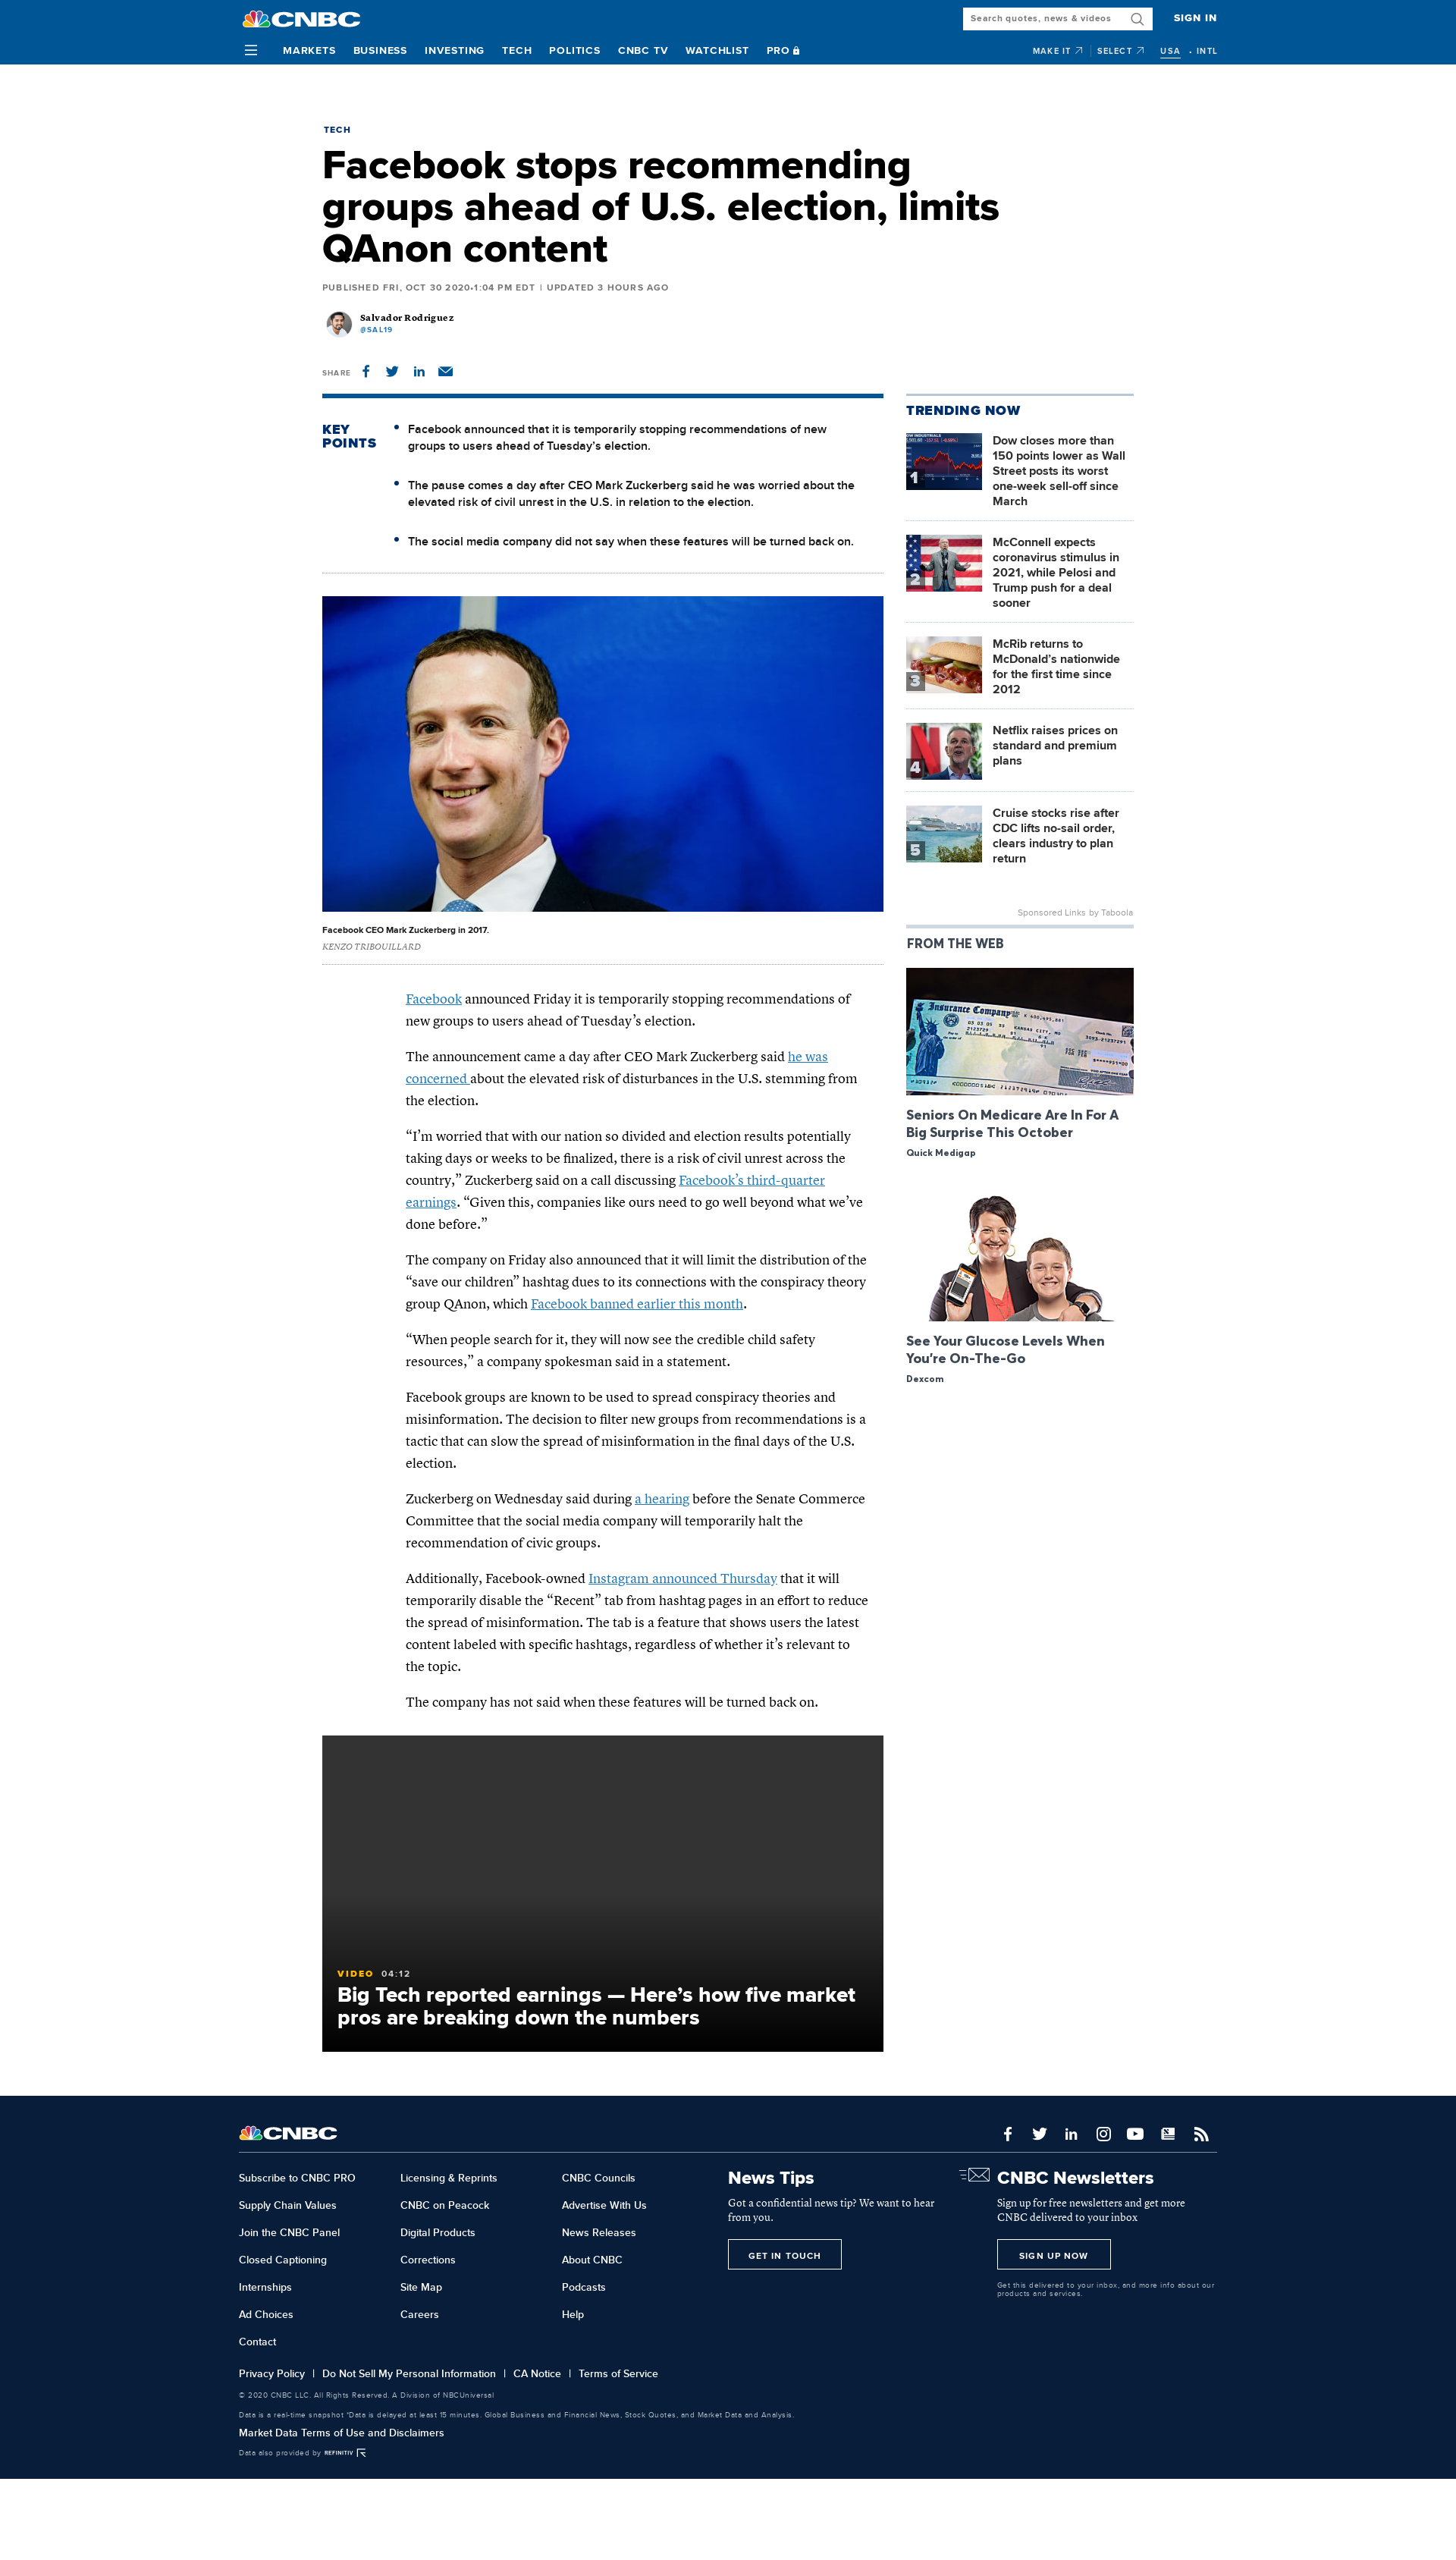 CNBC
Search quotes, news & videos
SIGN IN
MARKETS BUSINESS INVESTING TECH POLITICS CNBC TV WATCHLIST PRO
MAKE IT SELECT USA • INTL
TECH
Facebook stops recommending
groups ahead of U.S. election, limits
QAnon content
PUBLISHED FRI, OCT 30 2020•1:04 PM EDT | UPDATED 3 HOURS AGO
Salvador Rodriguez
@SAL19
SHARE
KEY
POINTS
Facebook announced that it is temporarily stopping recommendations of new
groups to users ahead of Tuesday’s election.
The pause comes a day after CEO Mark Zuckerberg said he was worried about the
elevated risk of civil unrest in the U.S. in relation to the election.
The social media company did not say when these features will be turned back on.
Facebook CEO Mark Zuckerberg in 2017.
KENZO TRIBOUILLARD
Facebook announced Friday it is temporarily stopping recommendations of
new groups to users ahead of Tuesday’s election.
The announcement came a day after CEO Mark Zuckerberg said he was
concerned about the elevated risk of disturbances in the U.S. stemming from
the election.
“I’m worried that with our nation so divided and election results potentially
taking days or weeks to be finalized, there is a risk of civil unrest across the
country,” Zuckerberg said on a call discussing Facebook’s third-quarter
earnings. “Given this, companies like ours need to go well beyond what we’ve
done before.”
The company on Friday also announced that it will limit the distribution of the
“save our children” hashtag dues to its connections with the conspiracy theory
group QAnon, which Facebook banned earlier this month.
“When people search for it, they will now see the credible child safety
resources,” a company spokesman said in a statement.
Facebook groups are known to be used to spread conspiracy theories and
misinformation. The decision to filter new groups from recommendations is a
tactic that can slow the spread of misinformation in the final days of the U.S.
election.
Zuckerberg on Wednesday said during a hearing before the Senate Commerce
Committee that the social media company will temporarily halt the
recommendation of civic groups.
Additionally, Facebook-owned Instagram announced Thursday that it will
temporarily disable the “Recent” tab from hashtag pages in an effort to reduce
the spread of misinformation. The tab is a feature that shows users the latest
content labeled with specific hashtags, regardless of whether it’s relevant to
the topic.
The company has not said when these features will be turned back on.
VIDEO 04:12
Big Tech reported earnings — Here’s how five market
pros are breaking down the numbers
TRENDING NOW
1
Dow closes more than
150 points lower as Wall
Street posts its worst
one-week sell-off since
March
2
McConnell expects
coronavirus stimulus in
2021, while Pelosi and
Trump push for a deal
sooner
3
McRib returns to
McDonald’s nationwide
for the first time since
2012
4
Netflix raises prices on
standard and premium
plans
5
Cruise stocks rise after
CDC lifts no-sail order,
clears industry to plan
return
Sponsored Links by Taboola
FROM THE WEB
Insurance Company
KANSAS CITY, MO
Seniors On Medicare Are In For A
Big Surprise This October
Quick Medigap
See Your Glucose Levels When
You're On-The-Go
Dexcom
CNBC
Subscribe to CNBC PRO
Supply Chain Values
Join the CNBC Panel
Closed Captioning
Internships
Ad Choices
Contact
Licensing & Reprints
CNBC on Peacock
Digital Products
Corrections
Site Map
Careers
CNBC Councils
Advertise With Us
News Releases
About CNBC
Podcasts
Help
News Tips
Got a confidential news tip? We want to hear
from you.
GET IN TOUCH
CNBC Newsletters
Sign up for free newsletters and get more
CNBC delivered to your inbox
SIGN UP NOW
Get this delivered to your inbox, and more info about our
products and services.
Privacy Policy | Do Not Sell My Personal Information | CA Notice | Terms of Service
© 2020 CNBC LLC. All Rights Reserved. A Division of NBCUniversal
Data is a real-time snapshot *Data is delayed at least 15 minutes. Global Business and Financial News, Stock Quotes, and Market Data and Analysis.
Market Data Terms of Use and Disclaimers
Data also provided by REFINITIV